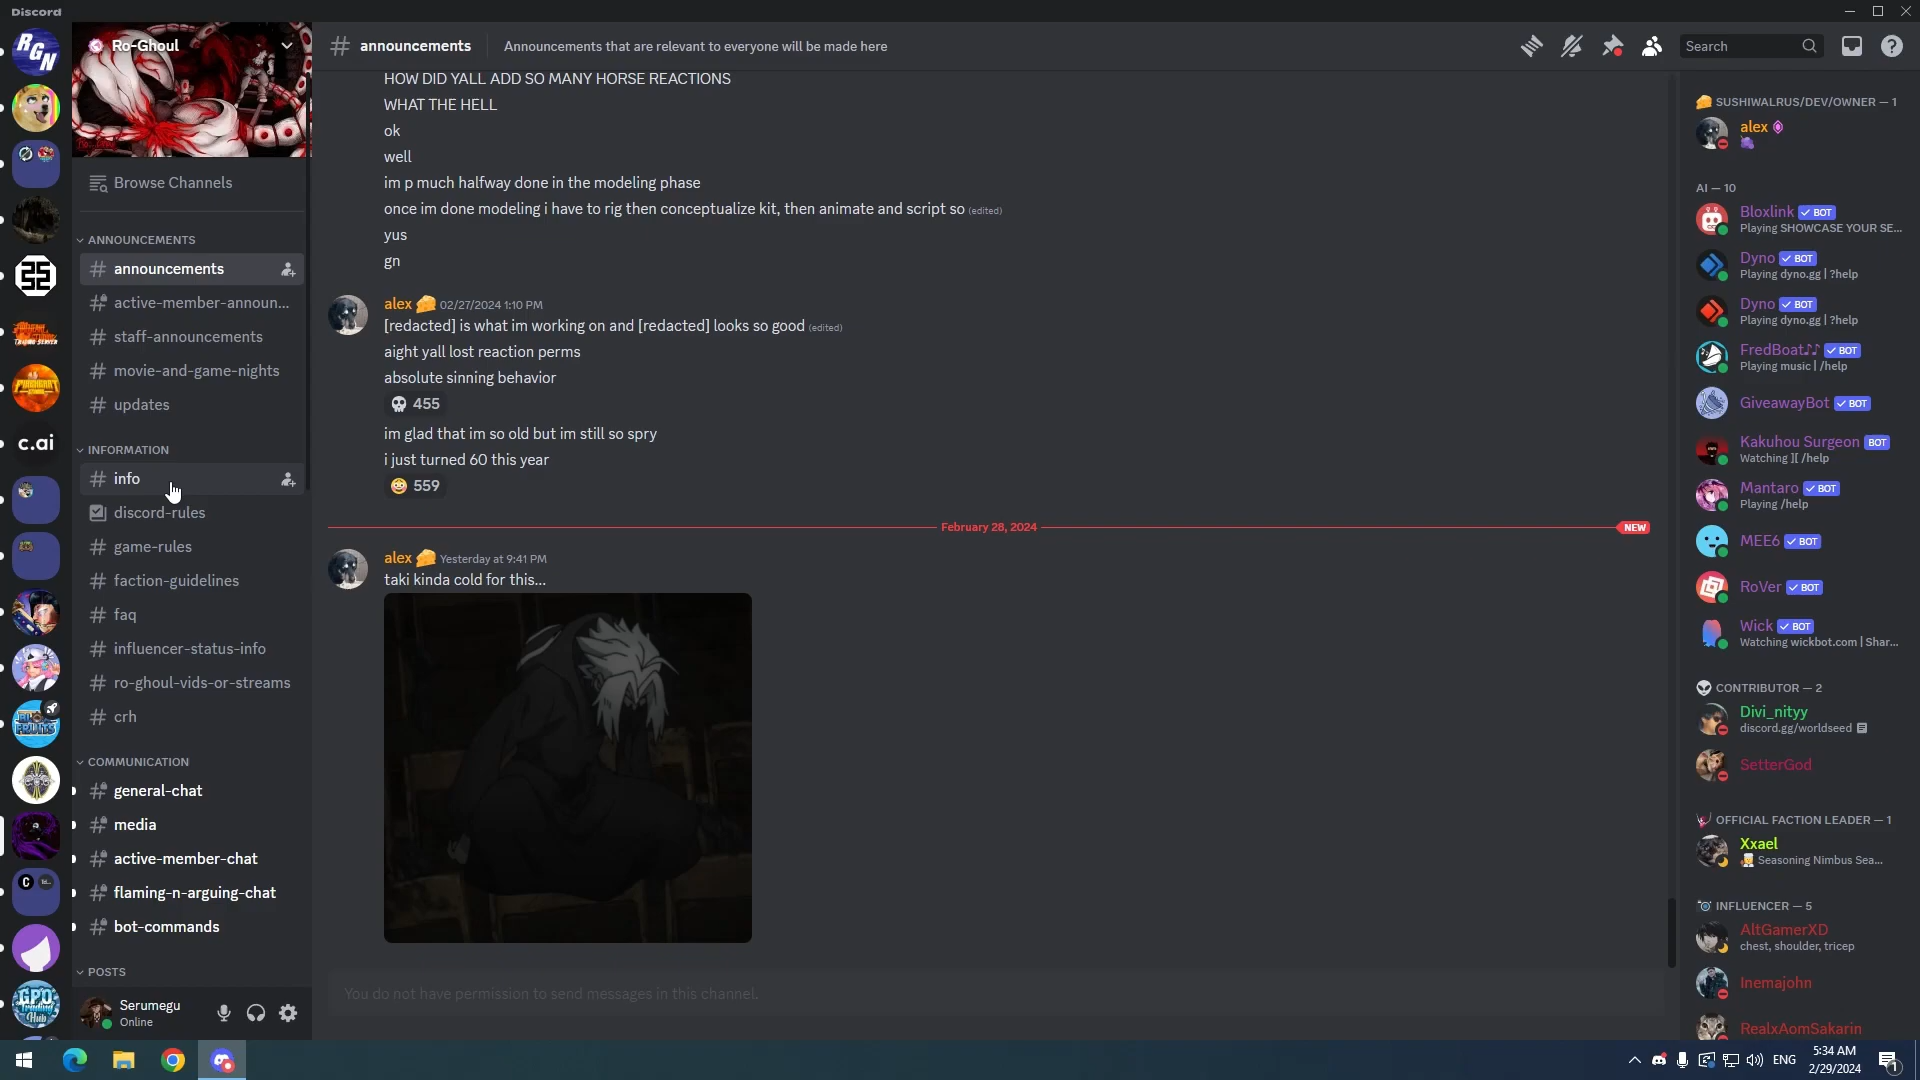 Discord
RGN
Ro-Ghoul
Browse Channels
ANNOUNCEMENTS
announcements
active-member-announ...
staff-announcements
movie-and-game-nights
updates
INFORMATION
info
discord-rules
game-rules
faction-guidelines
faq
influencer-status-info
ro-ghoul-vids-or-streams
crh
COMMUNICATION
general-chat
media
active-member-chat
flaming-n-arguing-chat
bot-commands
POSTS
Serumegu
Online
c.ai
BLOX FRUITS
C
GPO Trading Hub
announcements
Announcements that are relevant to everyone will be made here
Search
HOW DID YALL ADD SO MANY HORSE REACTIONS
WHAT THE HELL
ok
well
im p much halfway done in the modeling phase
once im done modeling i have to rig then conceptualize kit, then animate and script so (edited)
yus
gn
alex 02/27/2024 1:10 PM
[redacted] is what im working on and [redacted] looks so good (edited)
aight yall lost reaction perms
absolute sinning behavior
455
im glad that im so old but im still so spry
i just turned 60 this year
559
February 28, 2024
NEW
alex Yesterday at 9:41 PM
taki kinda cold for this...
You do not have permission to send messages in this channel.
SUSHIWALRUS/DEV/OWNER — 1
alex
AI — 10
Bloxlink BOT
Playing SHOWCASE YOUR SE...
Dyno BOT
Playing dyno.gg | ?help
Dyno BOT
Playing dyno.gg | ?help
FredBoat♪♪ BOT
Playing music | /help
GiveawayBot BOT
Kakuhou Surgeon BOT
Watching ][ /help
Mantaro BOT
Playing /help
MEE6 BOT
RoVer BOT
Wick BOT
Watching wickbot.com | Shar...
CONTRIBUTOR — 2
Divi_nityy
discord.gg/worldseed
SetterGod
OFFICIAL FACTION LEADER — 1
Xxael
Seasoning Nimbus Sea...
INFLUENCER — 5
AltGamerXD
chest, shoulder, tricep
Inemajohn
RealxAomSakarin
ENG
5:34 AM
2/29/2024
1